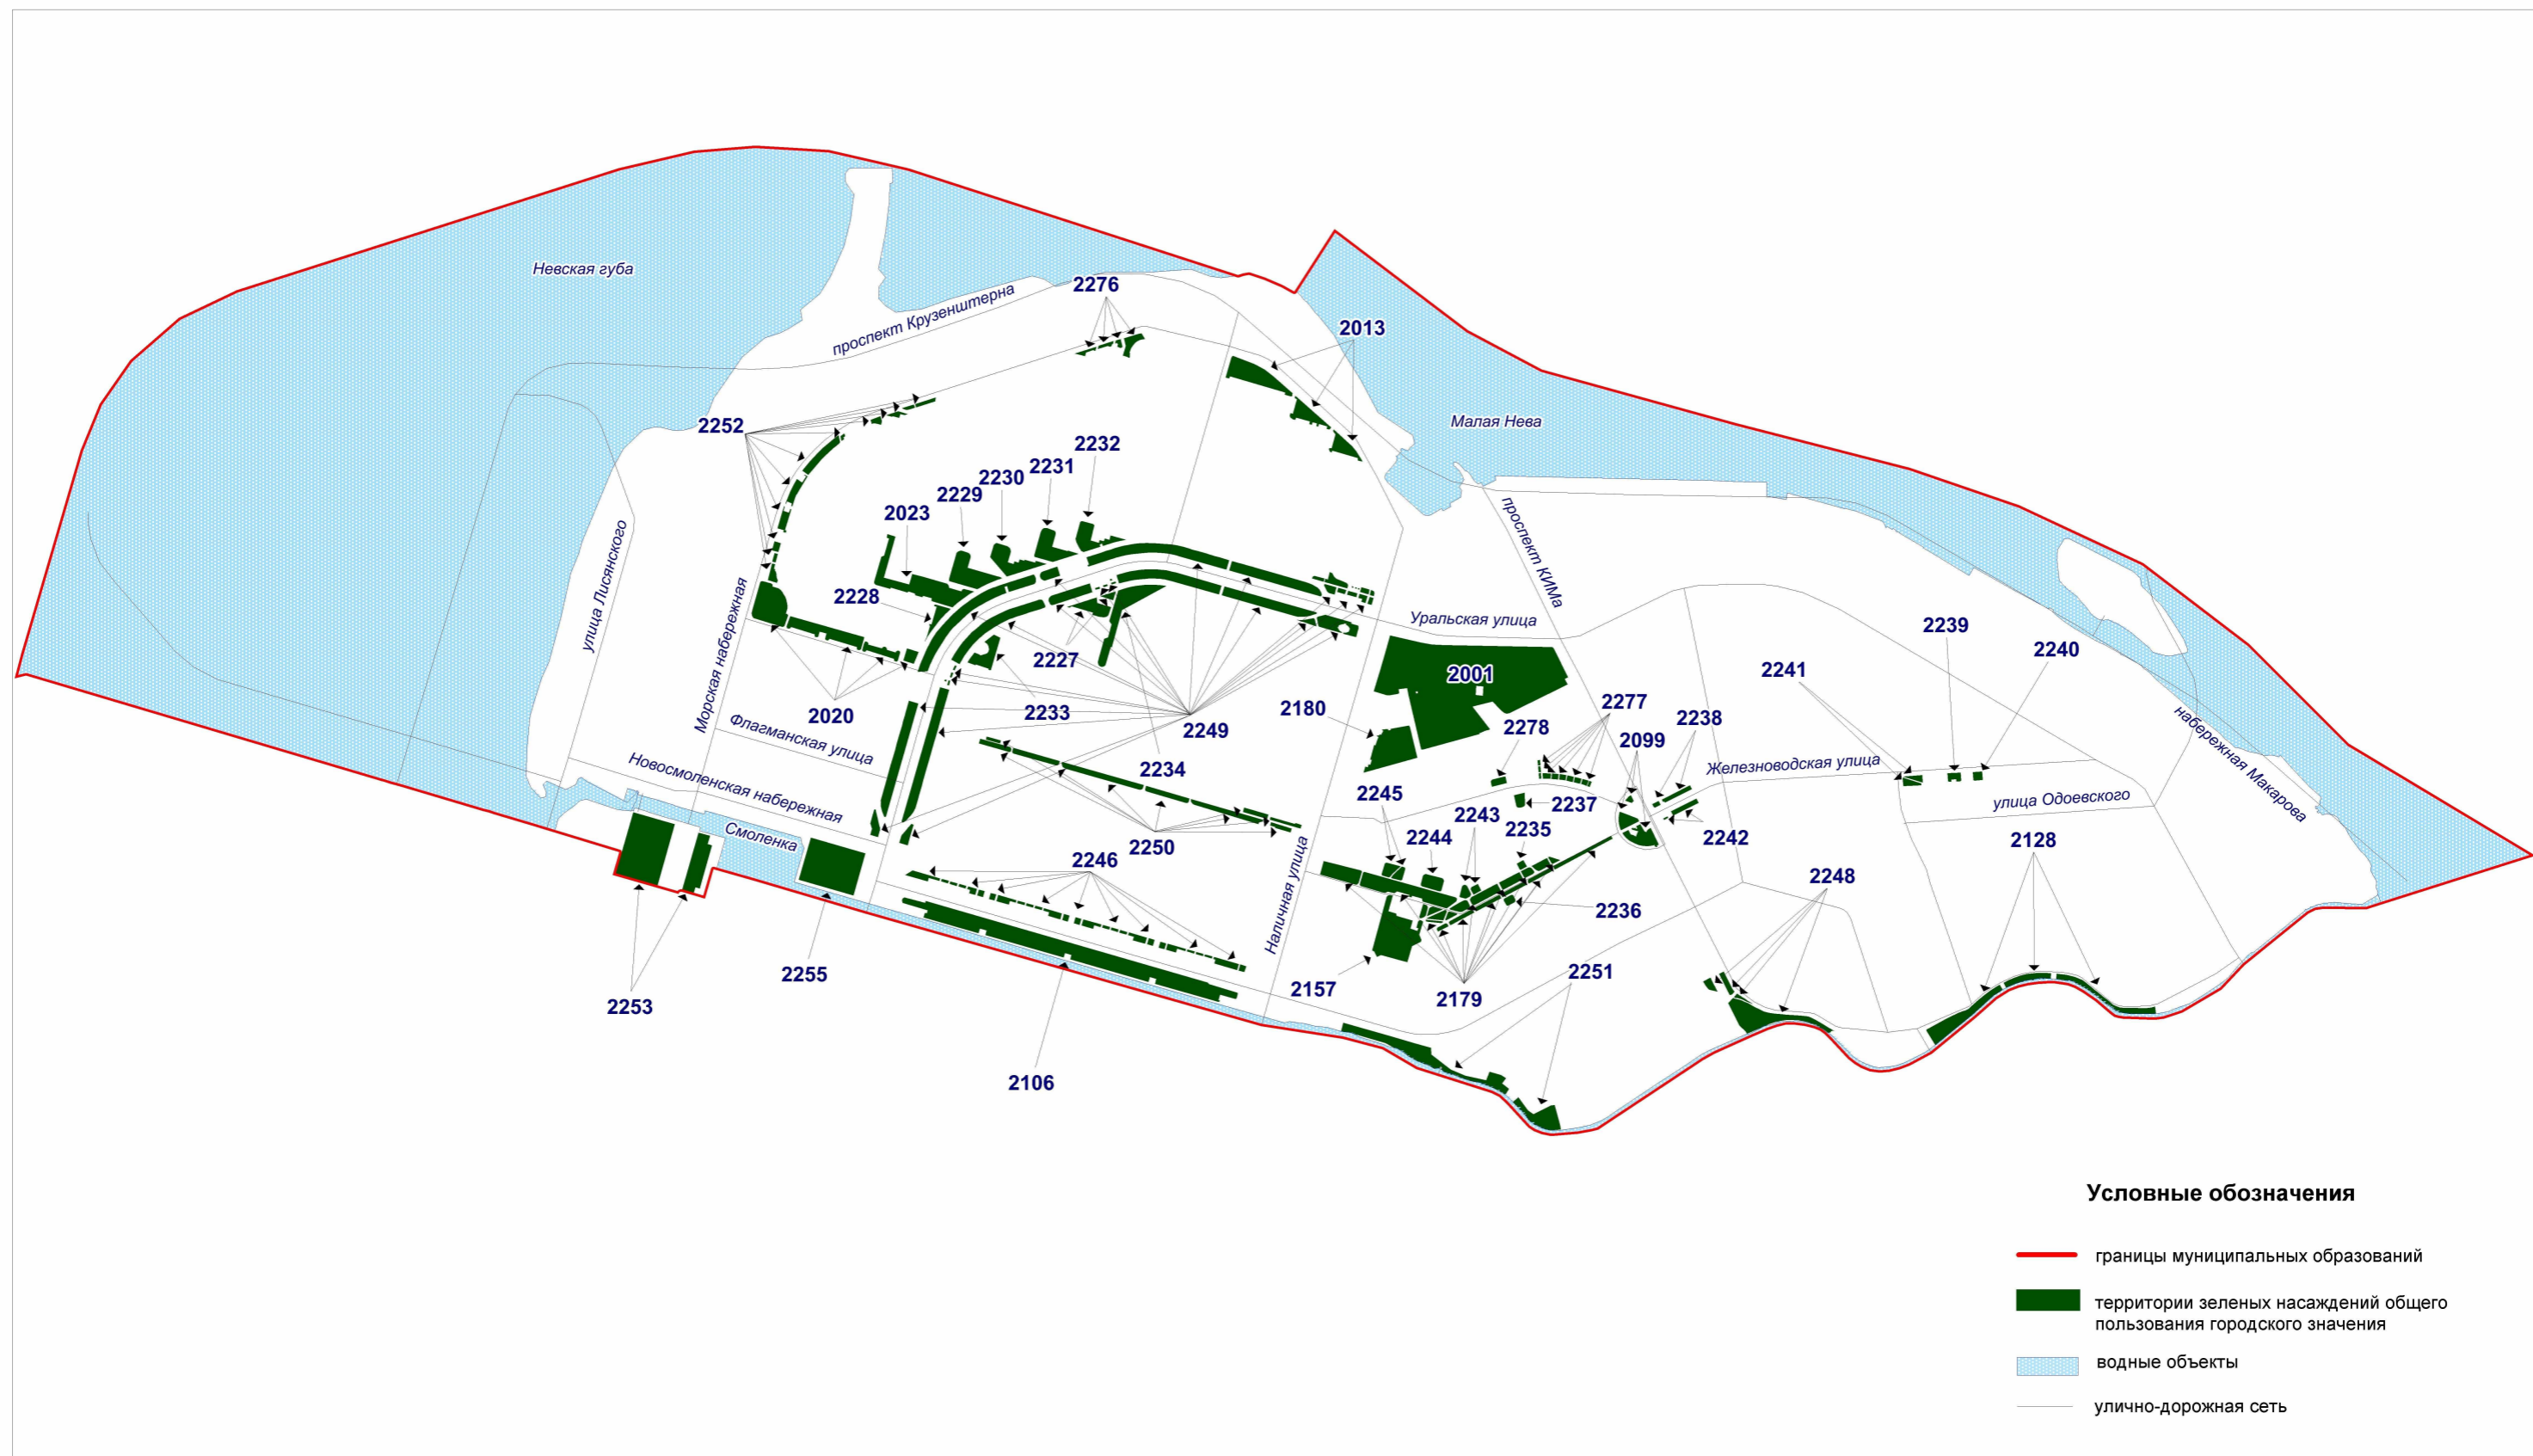 Невская губа
2276
проспект Крузенштерна
2013
Малая Нева
2252
2232
2231
2230
2229
2023
проспект КИМа
улица Лисянского
2228
Морская набережная
Уральская улица
2239
2240
2227
2241
2001
2020
2233
2249
2180
2277
2278
2238
2099
Флагманская улица
набережная Макарова
Новосмоленская набережная
2234
Железноводская улица
улица Одоевского
2245
2237
2243
2235
2244
2242
2128
Смоленка
2250
2246
Наличная улица
2248
2236
2255
2251
2157
2179
2253
2106
Условные обозначения
границы муниципальных образований
территории зеленых насаждений общего
пользования городского значения
водные объекты
улично-дорожная сеть